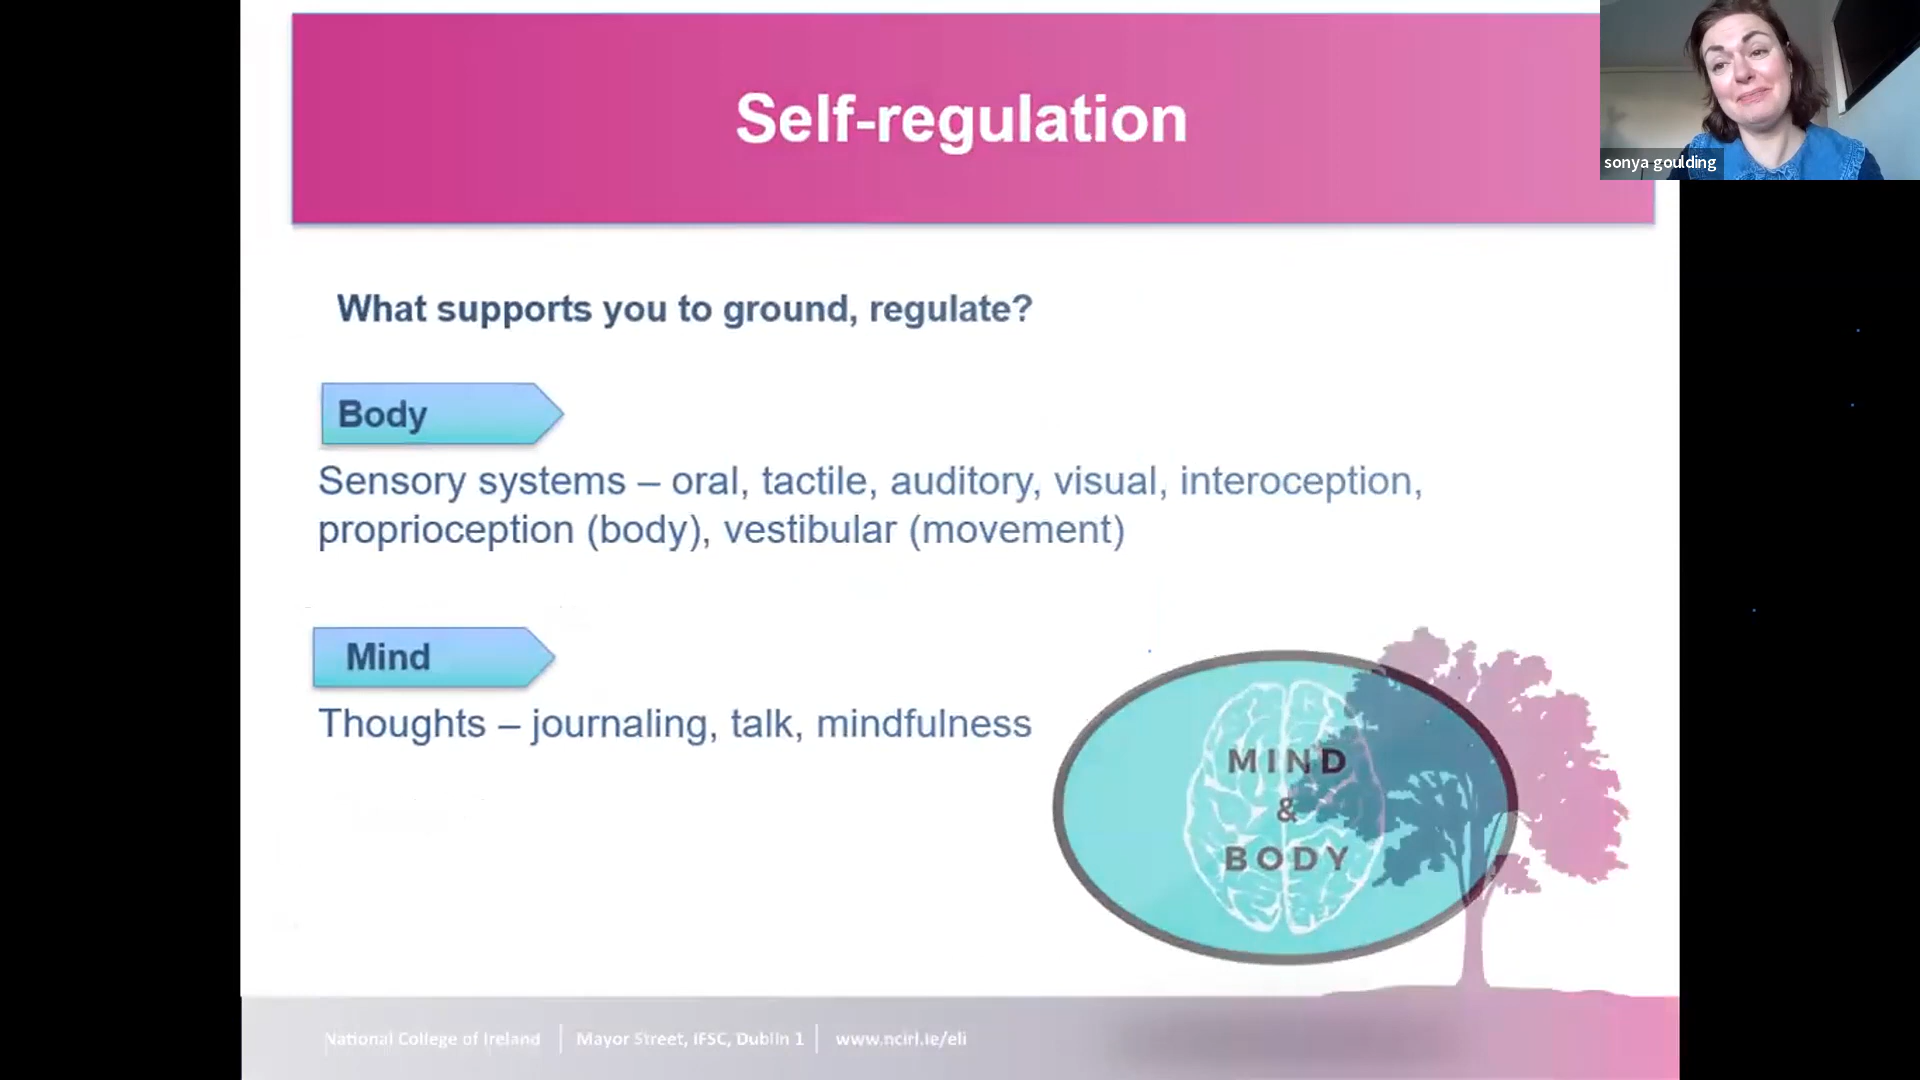 Self-regulation
sonya goulding
What supports you to ground, regulate?
Body
Sensory systems – oral, tactile, auditory, visual, interoception,
proprioception (body), vestibular (movement)
Mind
Thoughts – journaling, talk, mindfulness
MIND
&
BODY
National College of Ireland | Mayor Street, IFSC, Dublin 1 | www.ncirl.ie/eli